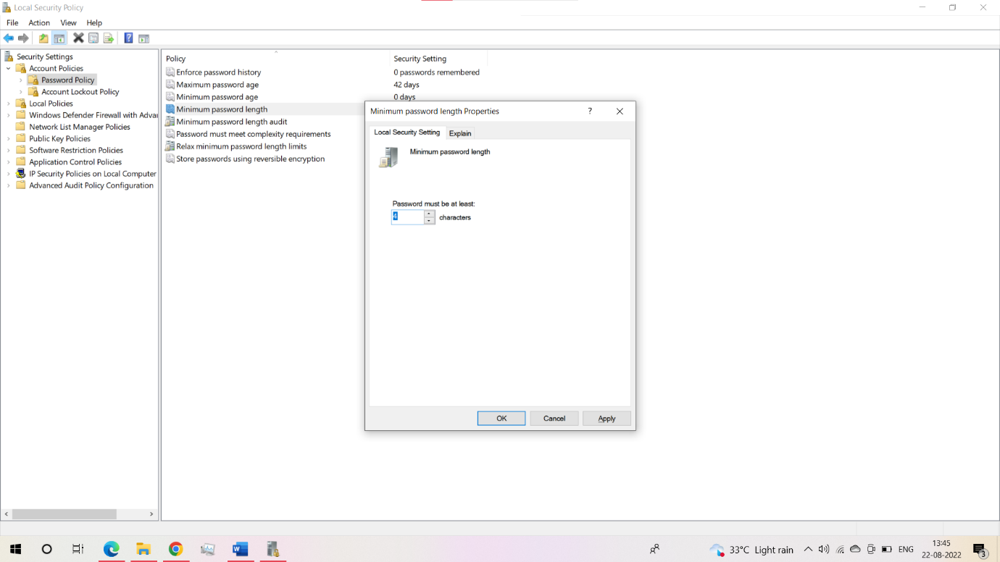 Local Security Policy
File Action View Help
Security Settings
Account Policies
Password Policy
Account Lockout Policy
Local Policies
Windows Defender Firewall with Adva
Network List Manager Policies
Public Key Policies
Software Restriction Policies
Application Control Policies
IP Security Policies on Local Computer
Advanced Audit Policy Configuration
Policy Security Setting
Enforce password history 0 passwords remembered
Maximum password age 42 days
Minimum password age 0 days
Minimum password length
Minimum password length audit
Password must meet complexity requirements
Relax minimum password length limits
Store passwords using reversible encryption
Minimum password length Properties ?
Local Security Setting Explain
Minimum password length
Password must be at least:
4 characters
OK Cancel Apply
33°C Light rain ENG 13:45
22-08-2022 3